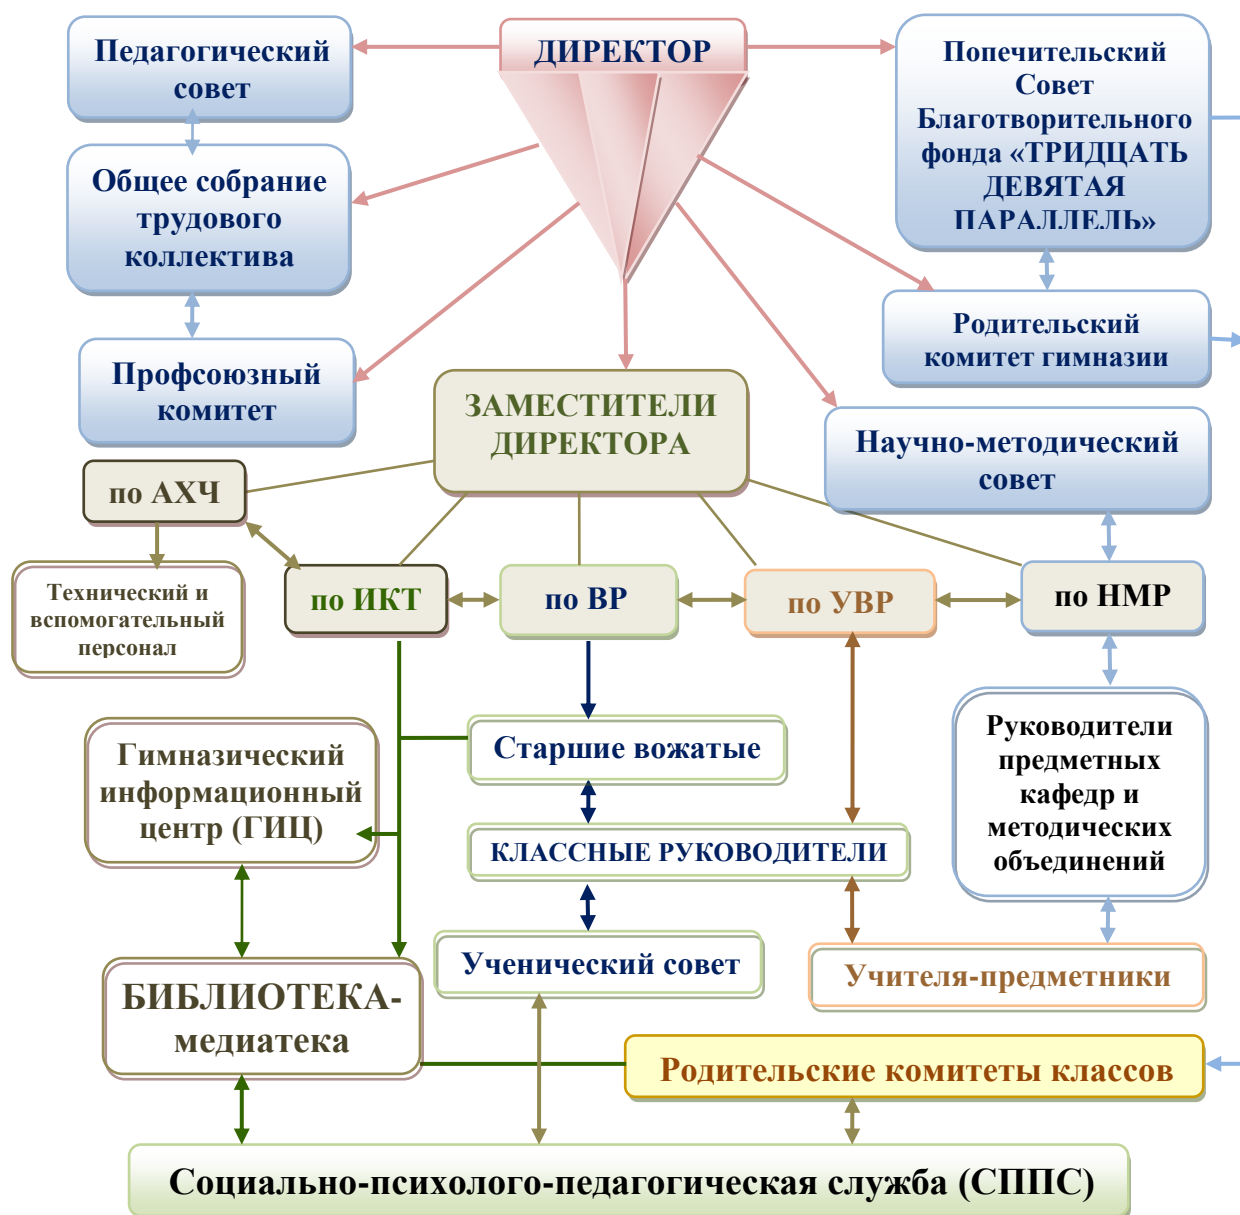 ДИРЕКТОР
Педагогический
совет
Попечительский
Совет
Благотворительного
фонда «ТРИДЦАТЬ
ДЕВЯТАЯ
ПАРАЛЛЕЛЬ»
Общее собрание
трудового
коллектива
Родительский
комитет гимназии
Профсоюзный
комитет
ЗАМЕСТИТЕЛИ
ДИРЕКТОРА
Научно-методический
совет
по АХЧ
Технический и
вспомогательный
персонал
по ИКТ
по ВР
по УВР
по НМР
Гимназический
информационный
центр (ГИЦ)
Старшие вожатые
Руководители
предметных
кафедр и
методических
объединений
КЛАССНЫЕ РУКОВОДИТЕЛИ
Ученический совет
Учителя-предметники
БИБЛИОТЕКА-
медиатека
Родительские комитеты классов
Социально-психолого-педагогическая служба (СППС)